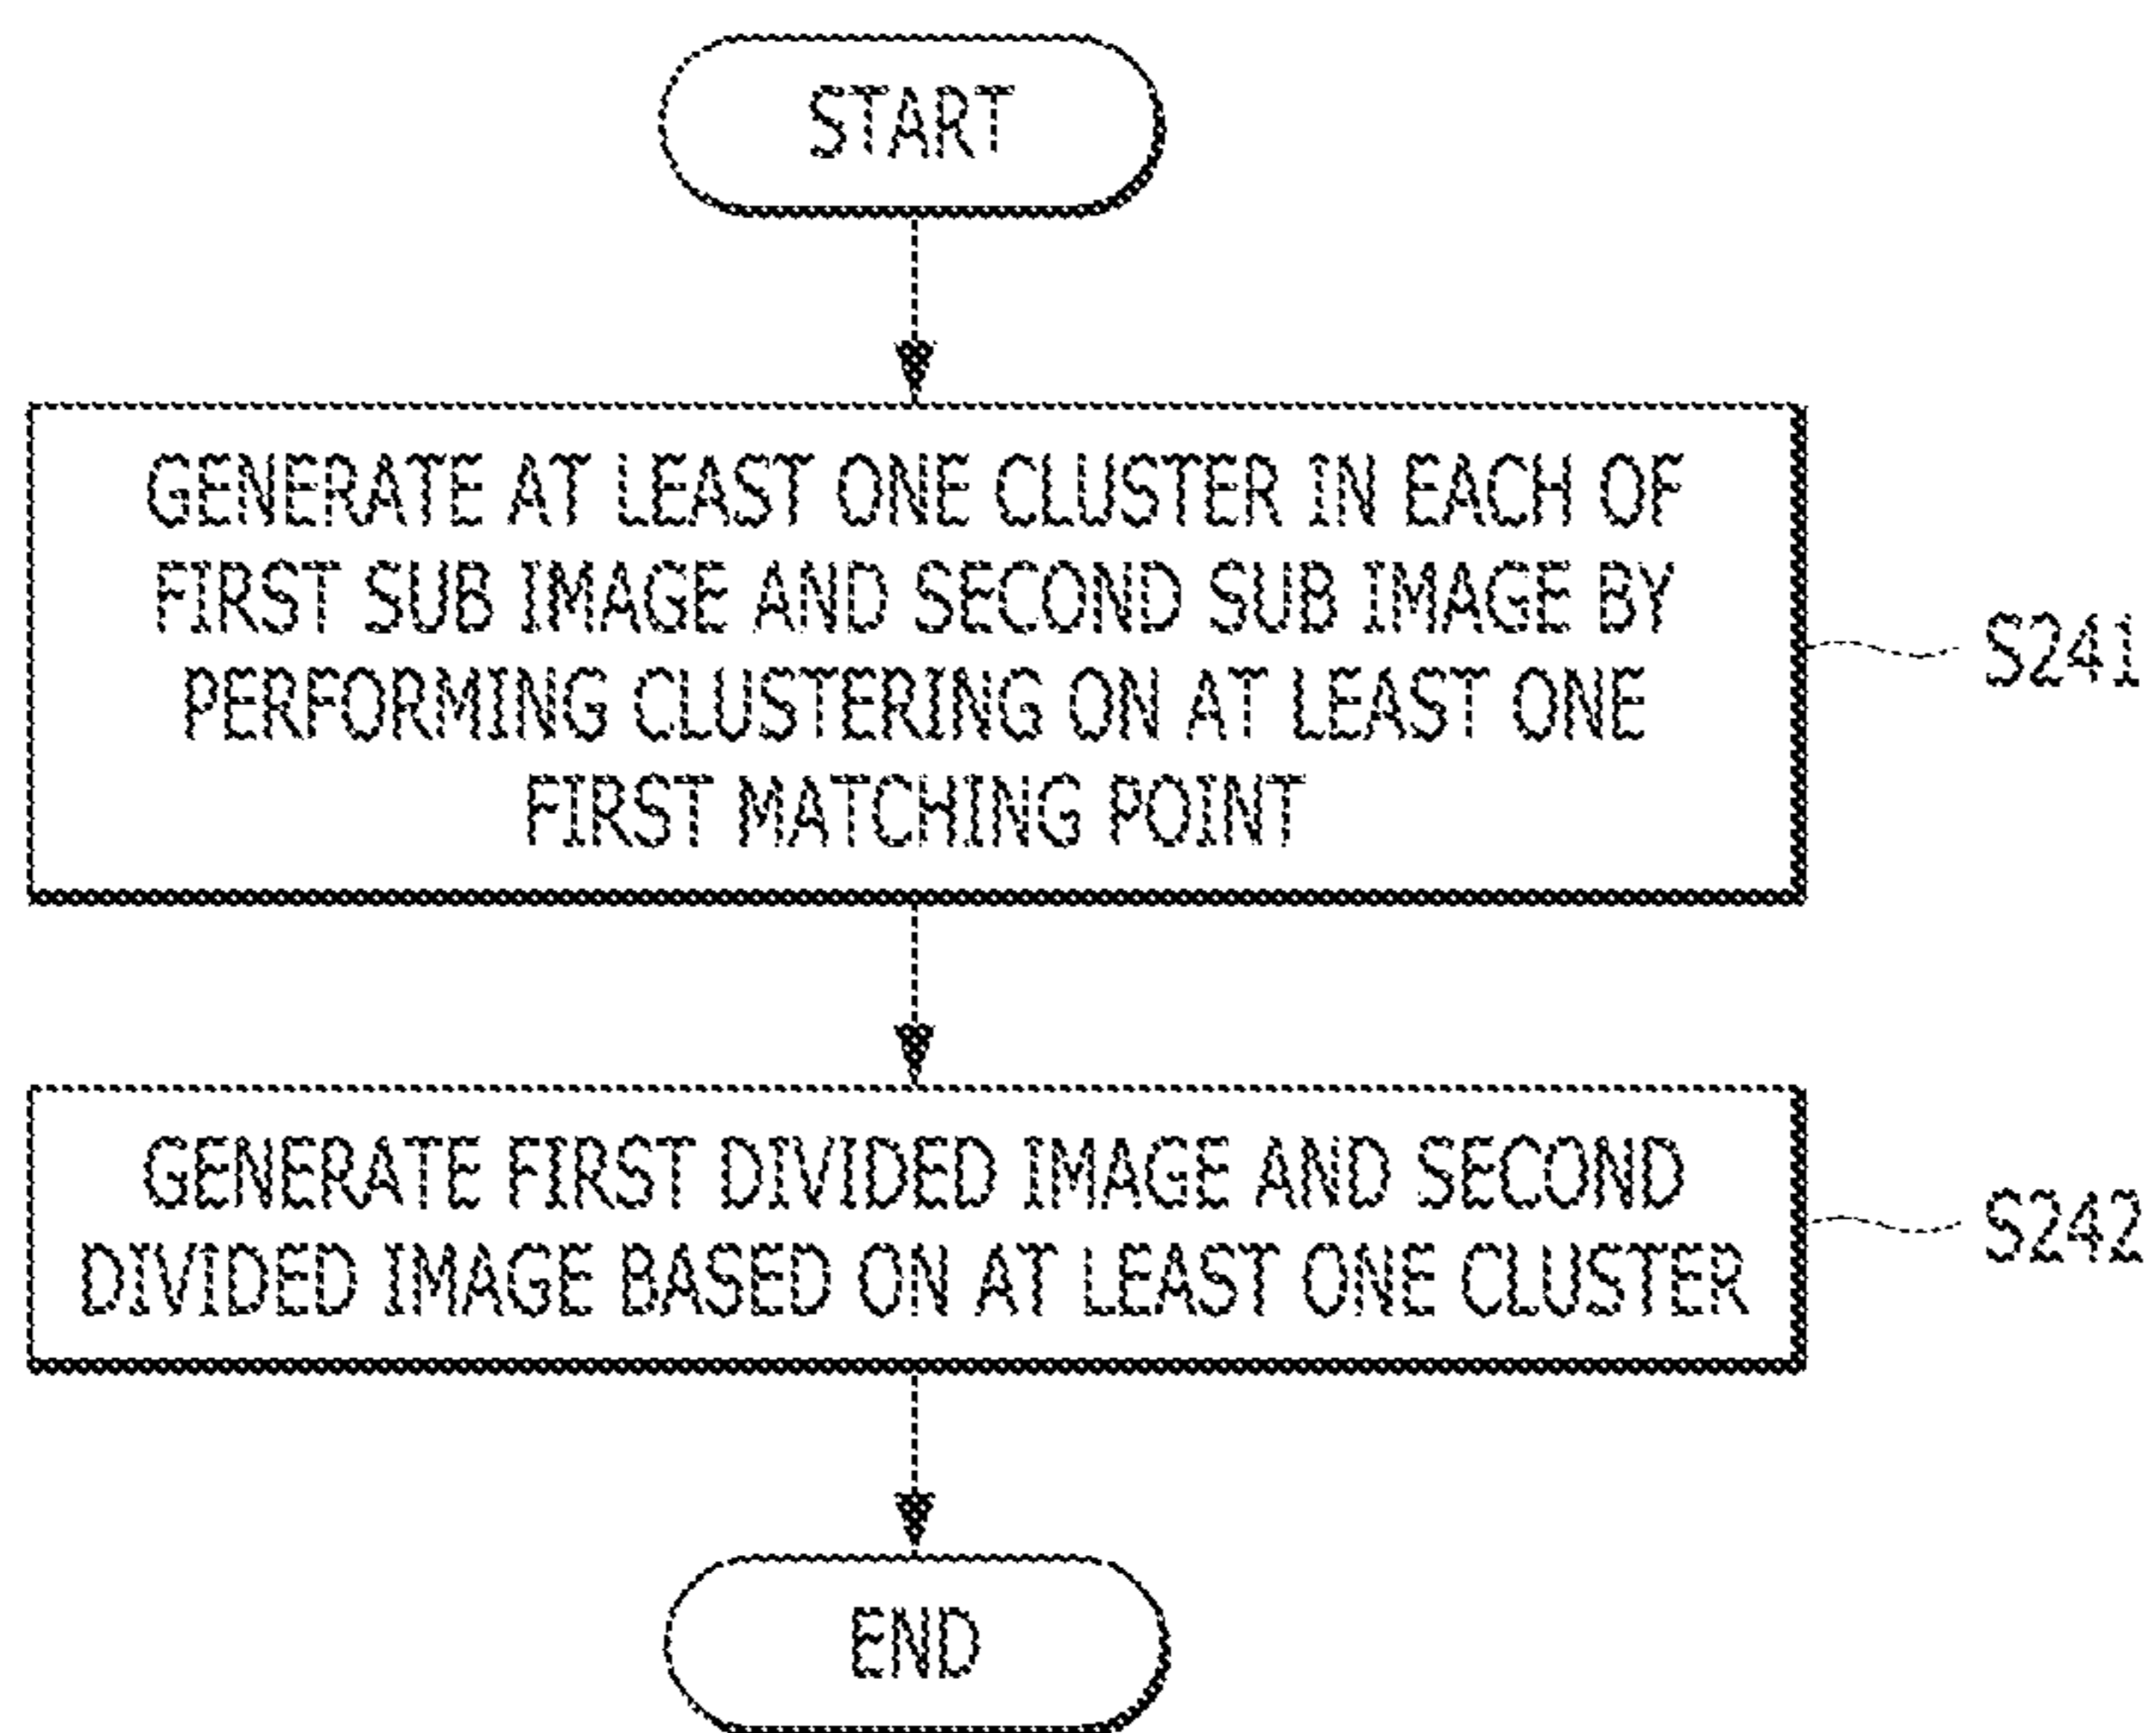 START
GENERATE AT LEAST ONE CLUSTER IN EACH OF
FIRST SUB IMAGE AND SECOND SUB IMAGE BY
PERFORMING CLUSTERING ON AT LEAST ONE
FIRST MATCHING POINT
S241
GENERATE FIRST DIVIDED IMAGE AND SECOND
DIVIDED IMAGE BASED ON AT LEAST ONE CLUSTER
S242
END